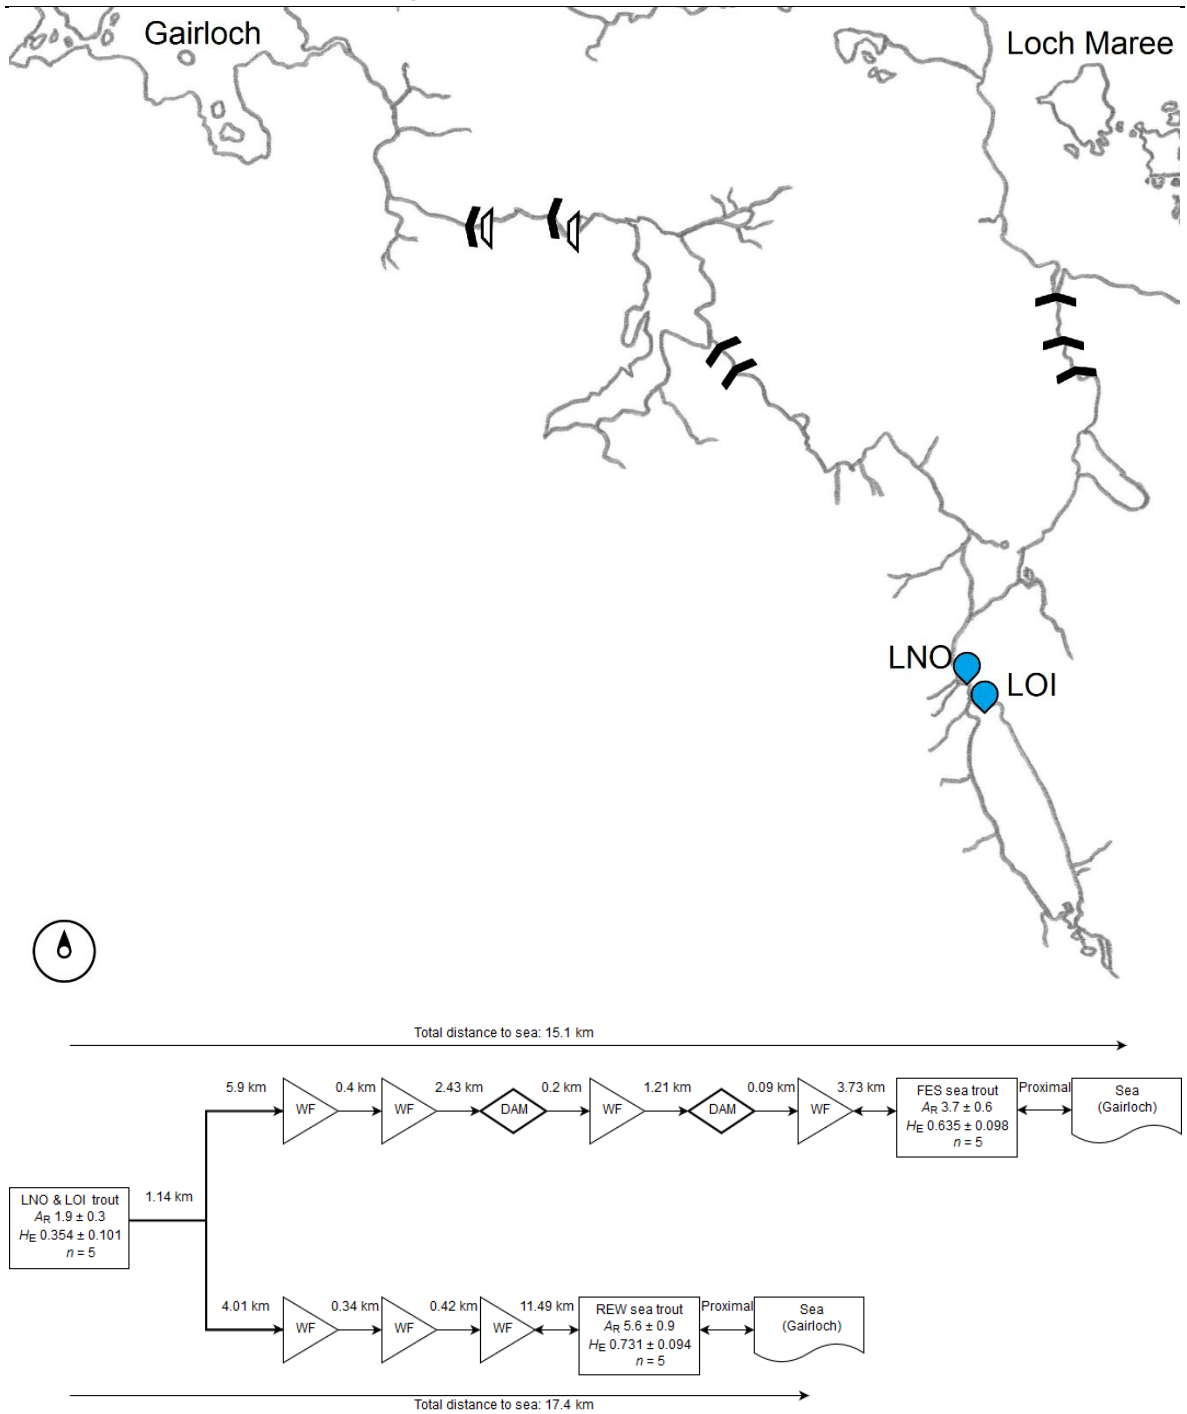 Gairloch
Loch Maree
LNO
LOI
Total distance to sea: 15.1 km
5.9 km
0.4 km
2.43 km
0.2 km
1.21 km
0.09 km
3.73 km
Proximal
WF
WF
DAM
WF
DAM
WF
FES sea trout
AR 3.7 ± 0.6
HE 0.635 ± 0.098
n = 5
Sea
(Gairloch)
LNO & LOI trout
AR 1.9 ± 0.3
HE 0.354 ± 0.101
n = 5
1.14 km
4.01 km
0.34 km
0.42 km
11.49 km
Proximal
WF
WF
WF
REW sea trout
AR 5.6 ± 0.9
HE 0.731 ± 0.094
n = 5
Sea
(Gairloch)
Total distance to sea: 17.4 km